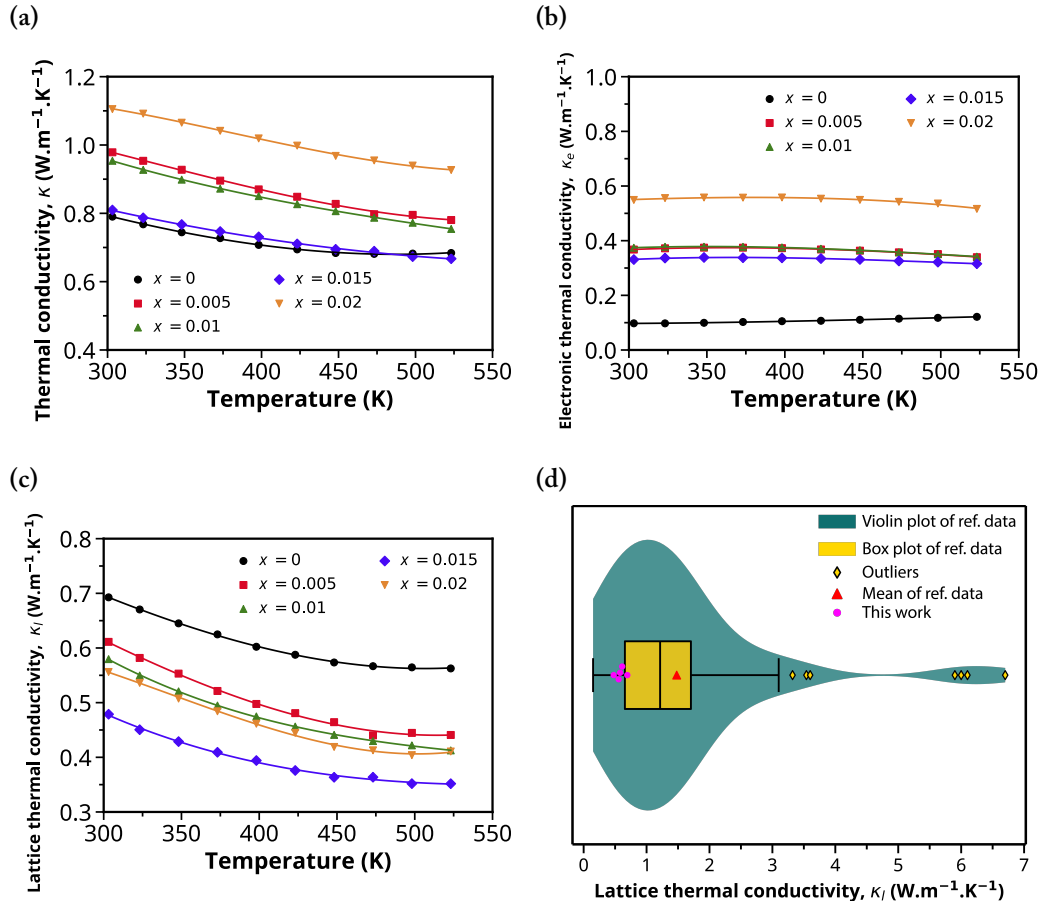 (a)
Thermal conductivity, κ (W.m⁻¹.K⁻¹)
1.2
1.0
0.8
0.6
0.4
x = 0
x = 0.005
x = 0.01
x = 0.015
x = 0.02
300 350 400 450 500 550
Temperature (K)
(b)
Electronic thermal conductivity, κₑ (W.m⁻¹.K⁻¹)
1.0
0.8
0.6
0.4
0.2
0.0
x = 0
x = 0.005
x = 0.01
x = 0.015
x = 0.02
300 350 400 450 500 550
Temperature (K)
(c)
Lattice thermal conductivity, κₗ (W.m⁻¹.K⁻¹)
0.8
0.7
0.6
0.5
0.4
0.3
x = 0
x = 0.005
x = 0.01
x = 0.015
x = 0.02
300 350 400 450 500 550
Temperature (K)
(d)
Violin plot of ref. data
Box plot of ref. data
Outliers
Mean of ref. data
This work
0 1 2 3 4 5 6 7
Lattice thermal conductivity, κₗ (W.m⁻¹.K⁻¹)